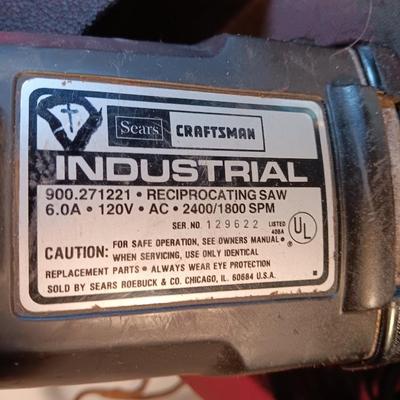 Sears CRAFTSMAN
INDUSTRIAL
900.271221 • RECIPROCATING SAW
6.0A • 120V • AC • 2400/1800 SPM
SER. NO. 129622 LISTED 408A UL
CAUTION: FOR SAFE OPERATION, SEE OWNERS MANUAL •
WHEN SERVICING, USE ONLY IDENTICAL
REPLACEMENT PARTS • ALWAYS WEAR EYE PROTECTION
SOLD BY SEARS ROEBUCK & CO. CHICAGO, IL. 60684 U.S.A.